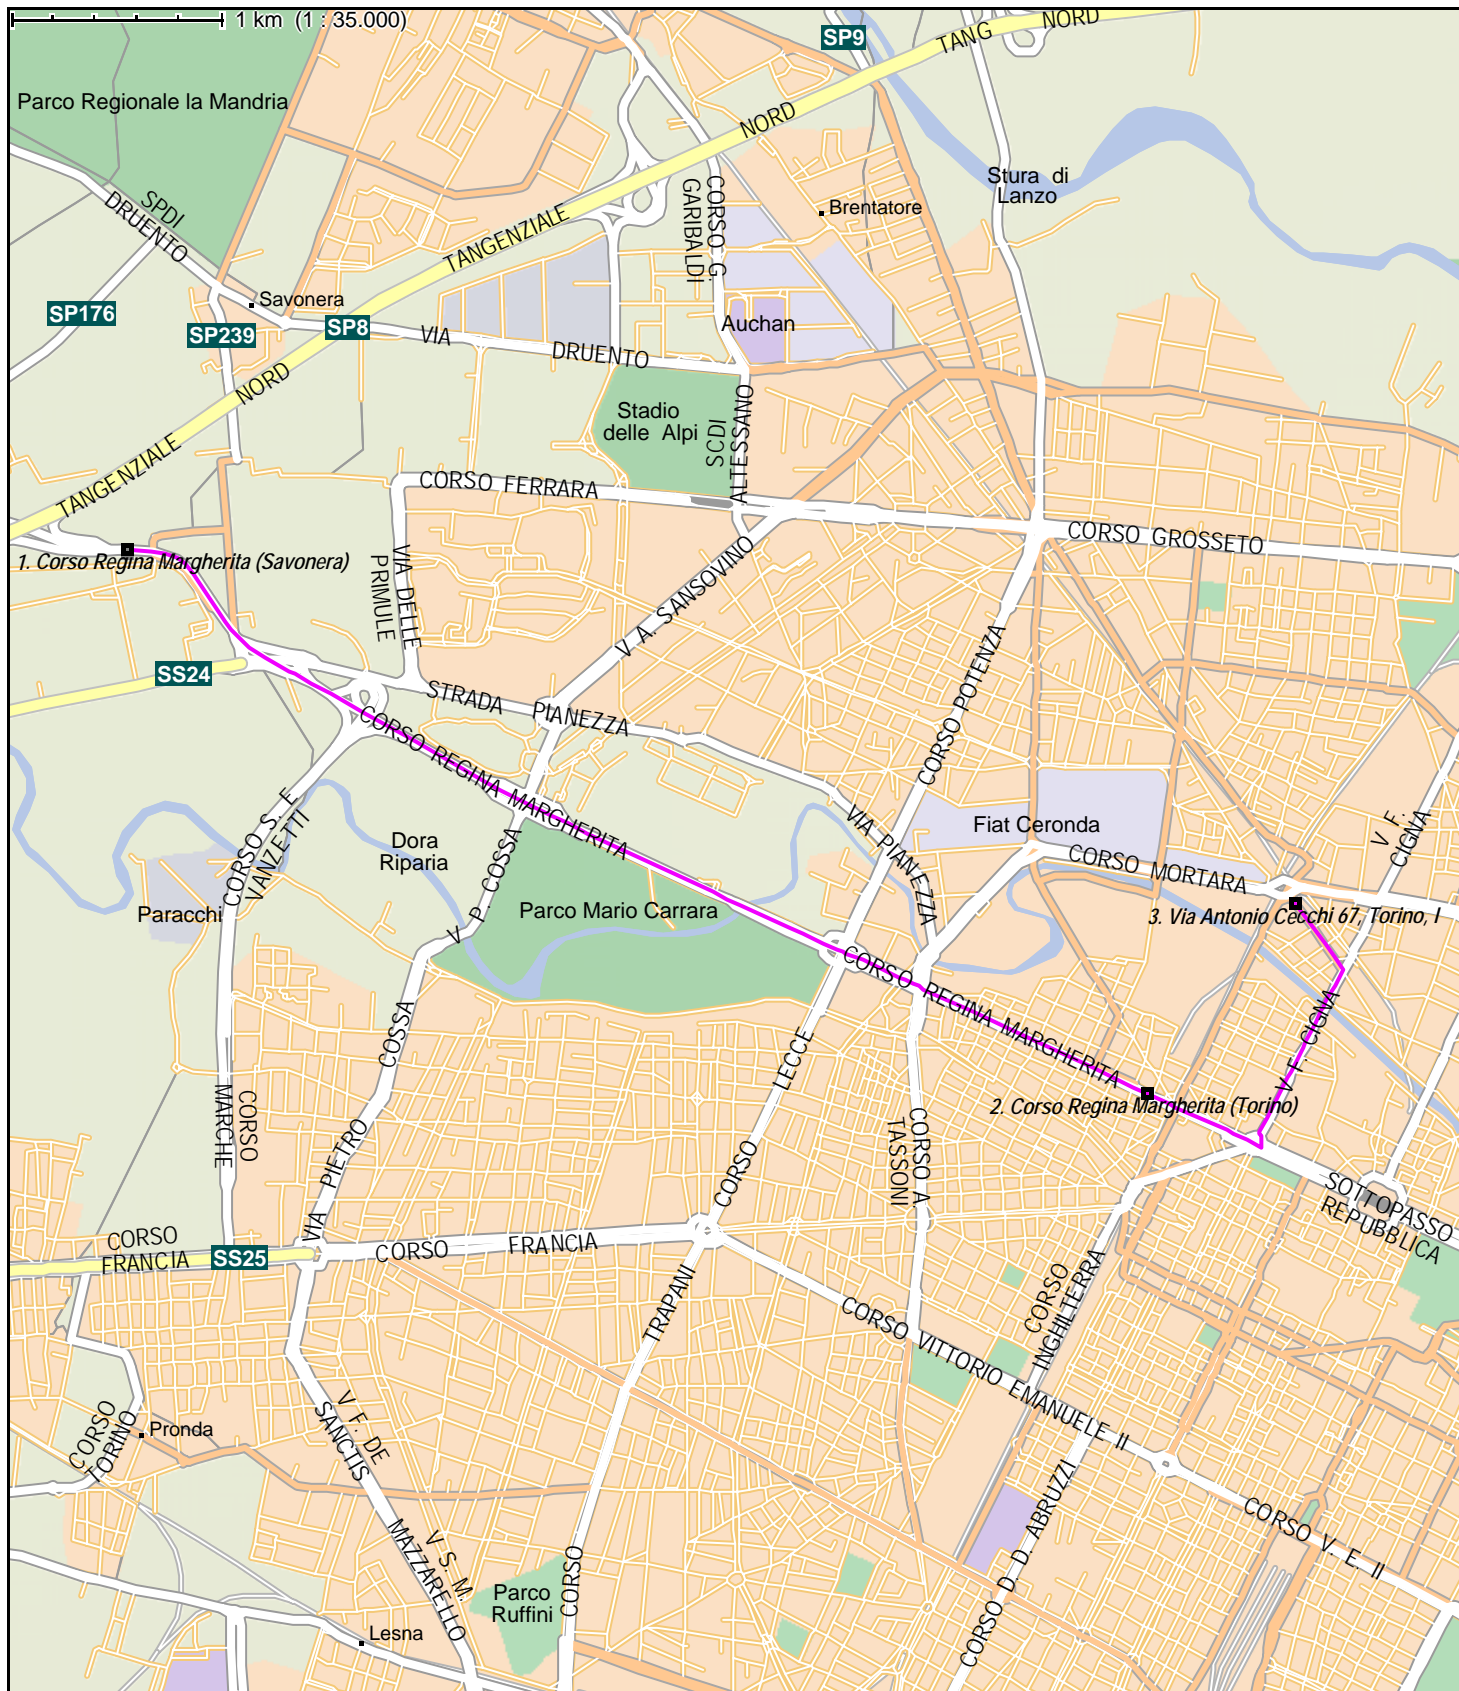 1 km (1 : 35.000)
SP9
TANG
NORD
Parco Regionale la Mandria
NORD
SPDI
DRUENTO
CORSO G.
GARIBALDI
Stura di
Lanzo
Brentatore
TANGENZIALE
Savonera
SP176
SP239
SP8
VIA
DRUENTO
Auchan
NORD
Stadio
delle Alpi
SCDI
ALTESSANO
TANGENZIALE
CORSO FERRARA
CORSO GROSSETO
1. Corso Regina Margherita (Savonera)
VIA DELLE
PRIMULE
V A. SANSOVINO
SS24
STRADA PIANEZZA
CORSO POTENZA
CORSO REGINA MARGHERITA
CORSO S. E
VANZETTI
Dora
Riparia
V P. COSSA
VIA PIANEZZA
Fiat Ceronda
V F.
CIGNA
CORSO MORTARA
Paracchi
Parco Mario Carrara
3. Via Antonio Cecchi 67, Torino, I
CORSO REGINA MARGHERITA
V F. CIGNA
COSSA
LECCE
CORSO
MARCHE
2. Corso Regina Margherita (Torino)
PIETRO
CORSO A.
TASSONI
CORSO
SOTTOPASSO
REPUBBLICA
VIA
CORSO
FRANCIA
SS25
CORSO FRANCIA
TRAPANI
CORSO
INGHILTERRA
CORSO VITTORIO EMANUELE II
CORSO
TORINO
Pronda
V F. DE
SANCTIS
CORSO D. D. ABRUZZI
CORSO V. E. II
V S. M.
MAZZARELLO
Parco
Ruffini
CORSO
Lesna